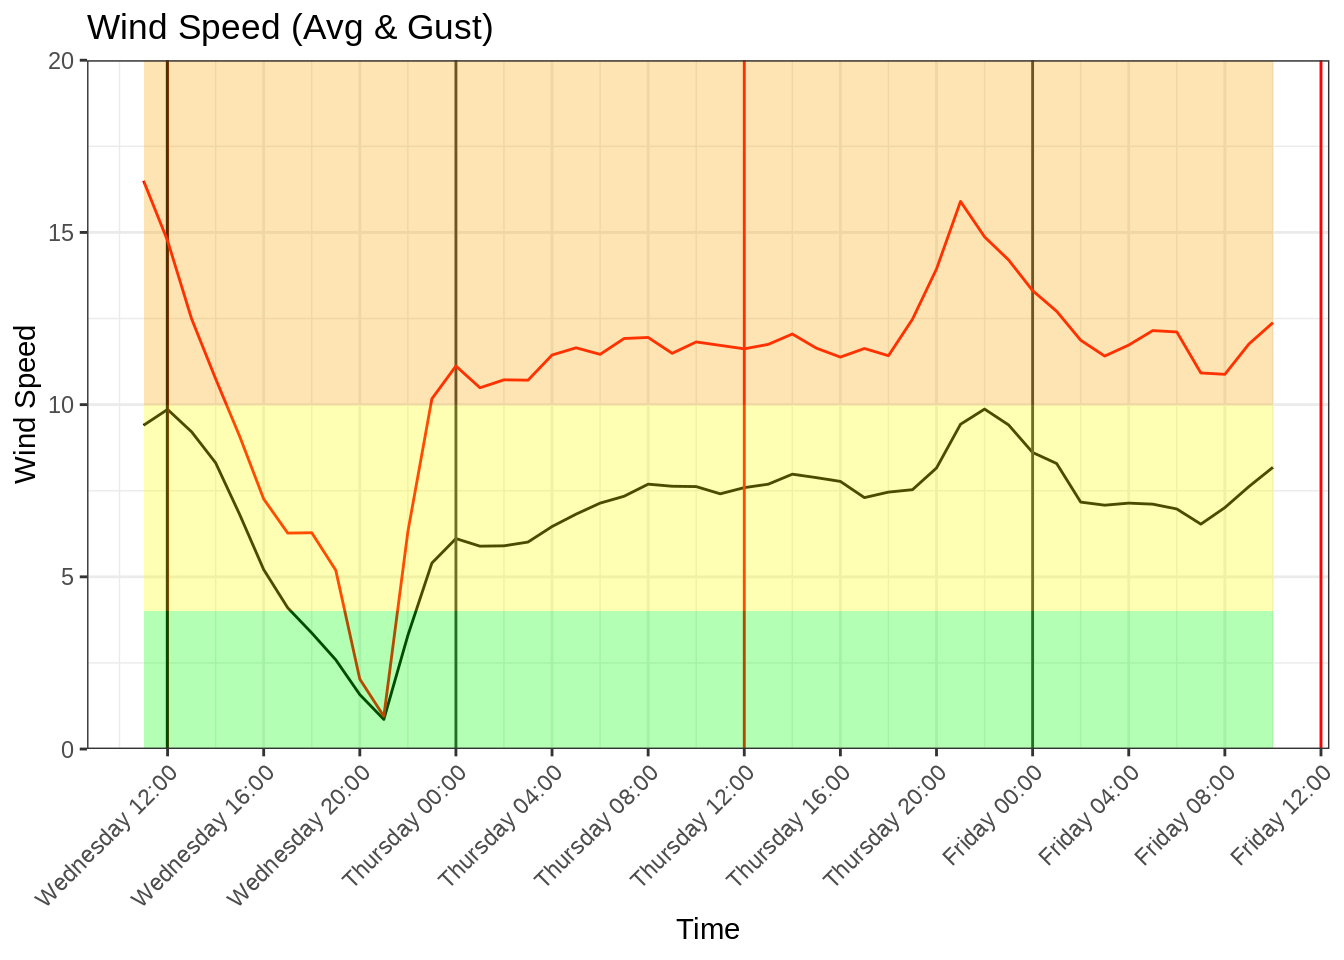 Wind Speed (Avg & Gust)
Wind Speed
20
15
10
5
0
Wednesday 12:00
Wednesday 16:00
Wednesday 20:00
Thursday 00:00
Thursday 04:00
Thursday 08:00
Thursday 12:00
Thursday 16:00
Thursday 20:00
Friday 00:00
Friday 04:00
Friday 08:00
Friday 12:00
Time